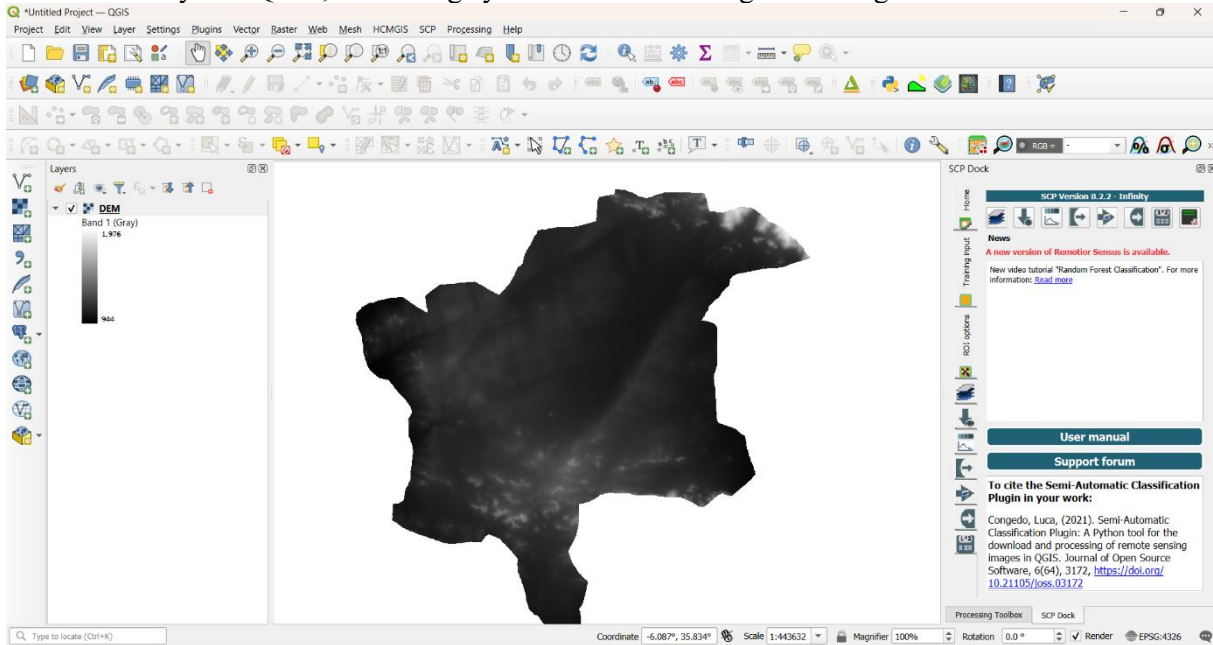 *Untitled Project — QGIS
Project Edit View Layer Settings Plugins Vector Raster Web Mesh HCMGIS SCP Processing Help
RGB = -
Layers
DEM
Band 1 (Gray)
1,976
944
SCP Dock
Home
Training input
ROI options
SCP Version 8.2.2 - Infinity
News
A new version of Remotior Sensus is available.
New video tutorial "Random Forest Classification". For more
information: Read more
User manual
Support forum
To cite the Semi-Automatic Classification
Plugin in your work:
Congedo, Luca, (2021). Semi-Automatic
Classification Plugin: A Python tool for the
download and processing of remote sensing
images in QGIS. Journal of Open Source
Software, 6(64), 3172, https://doi.org/
10.21105/joss.03172
Processing Toolbox SCP Dock
Type to locate (Ctrl+K) Coordinate -6.087°, 35.834° Scale 1:443632 Magnifier 100% Rotation 0.0 ° Render EPSG:4326